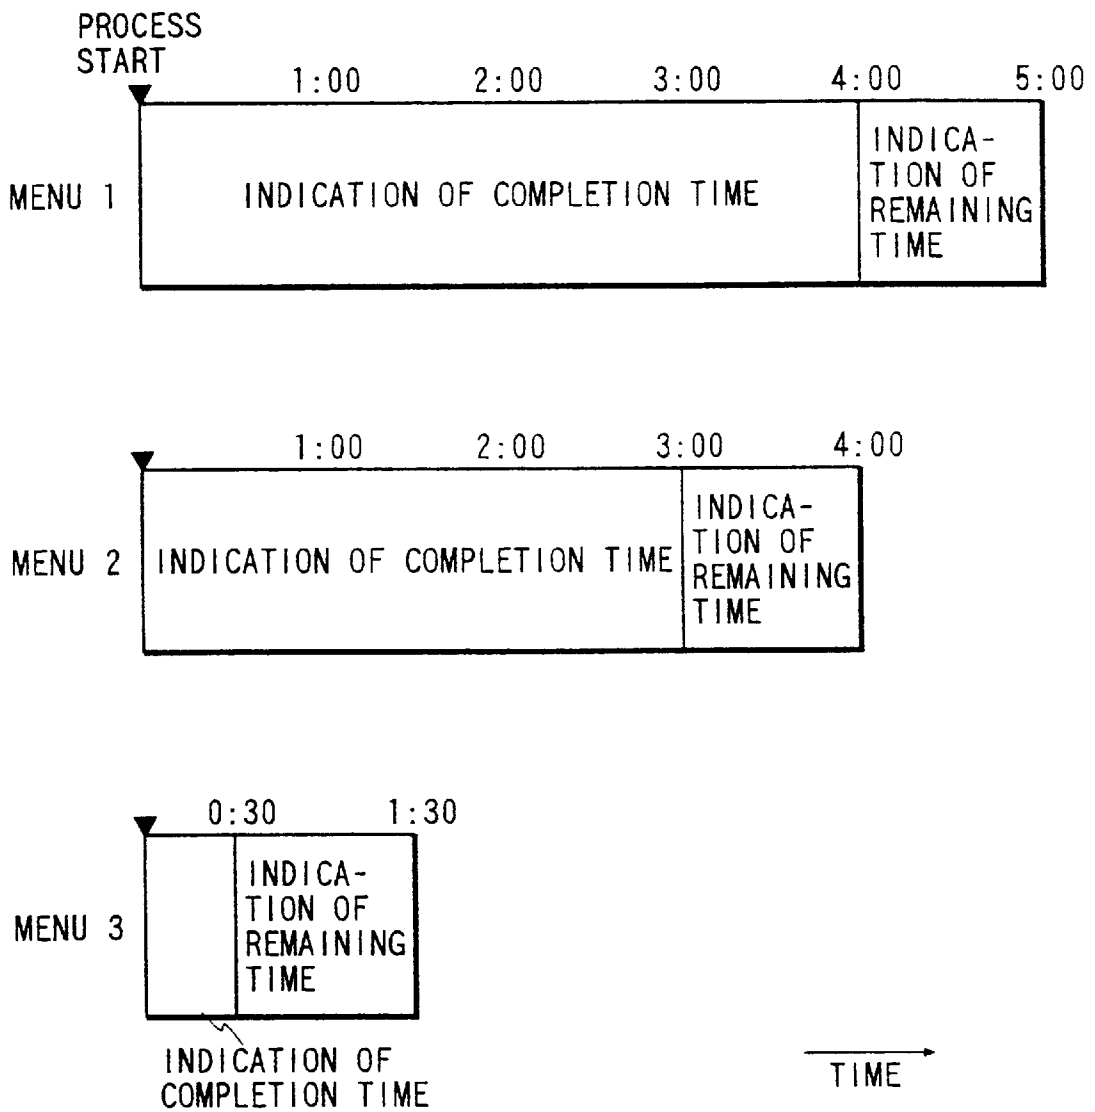 PROCESS
START
1:00 2:00 3:00 4:00 5:00
MENU 1
INDICATION OF COMPLETION TIME
INDICA-
TION OF
REMAINING
TIME
1:00 2:00 3:00 4:00
MENU 2
INDICATION OF COMPLETION TIME
INDICA-
TION OF
REMAINING
TIME
0:30 1:30
MENU 3
INDICA-
TION OF
REMAINING
TIME
INDICATION OF
COMPLETION TIME
TIME